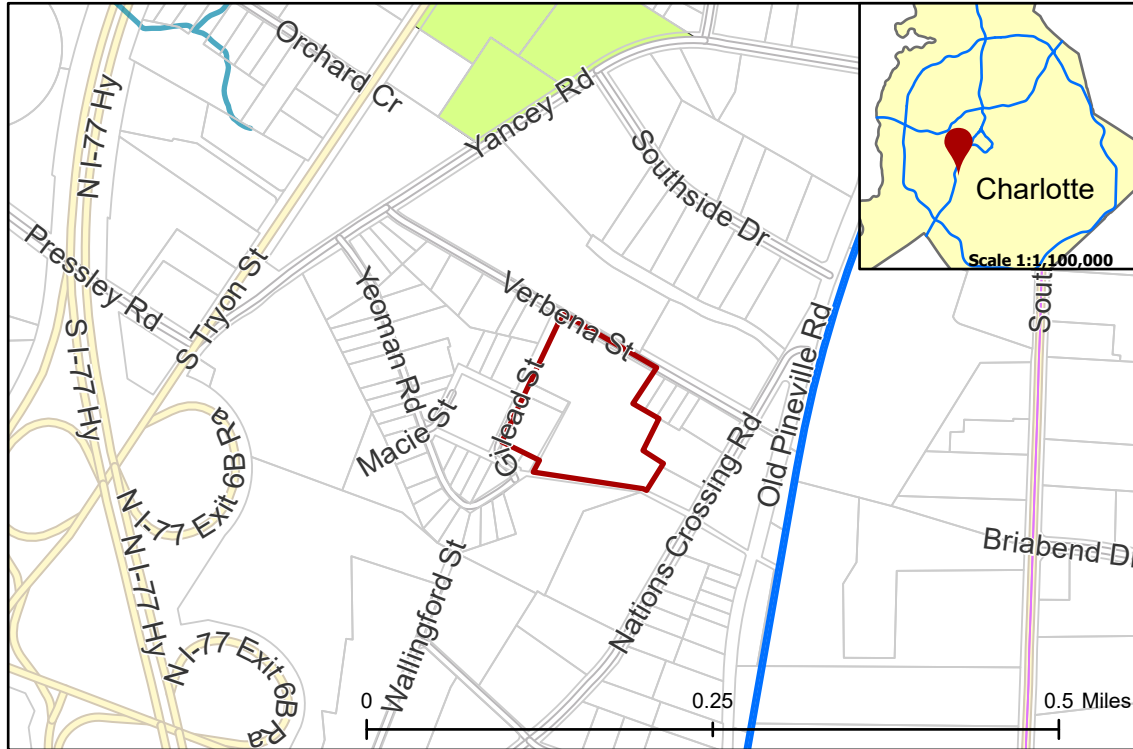 Orchard Cr
N I-77 Hy
Yancey Rd
Southside Dr
Charlotte
Scale 1:1,100,000
Pressley Rd
S Tryon St
S I-77 Hy
Yeoman Rd
Verbena St
Sout
Old Pineville Rd
Gilead St
Macie St
N I-77 Exit 6B Ra
Nations Crossing Rd
Briabend Dr
N I-77 Hy
Wallingford St
N I-77 Exit 6B Ra
0
0.25
0.5 Miles